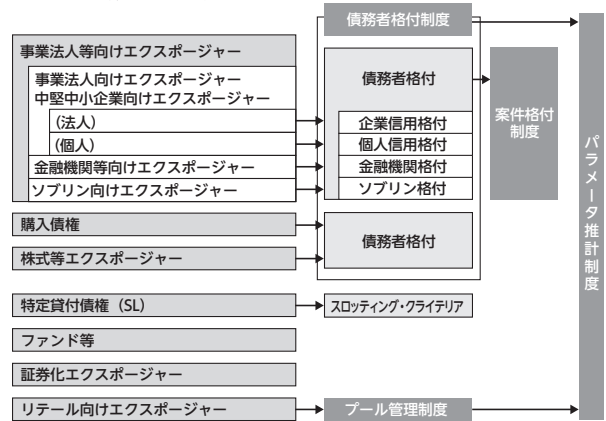 債務者格付制度
事業法人等向けエクスポージャー
事業法人向けエクスポージャー
中堅中小企業向けエクスポージャー
(法人)
(個人)
金融機関等向けエクスポージャー
ソブリン向けエクスポージャー
債務者格付
企業信用格付
個人信用格付
金融機関格付
ソブリン格付
案件格付
制度
パラメータ推計制度
購入債権
株式等エクスポージャー
債務者格付
特定貸付債権（SL）
スロッティング・クライテリア
ファンド等
証券化エクスポージャー
リテール向けエクスポージャー
プール管理制度